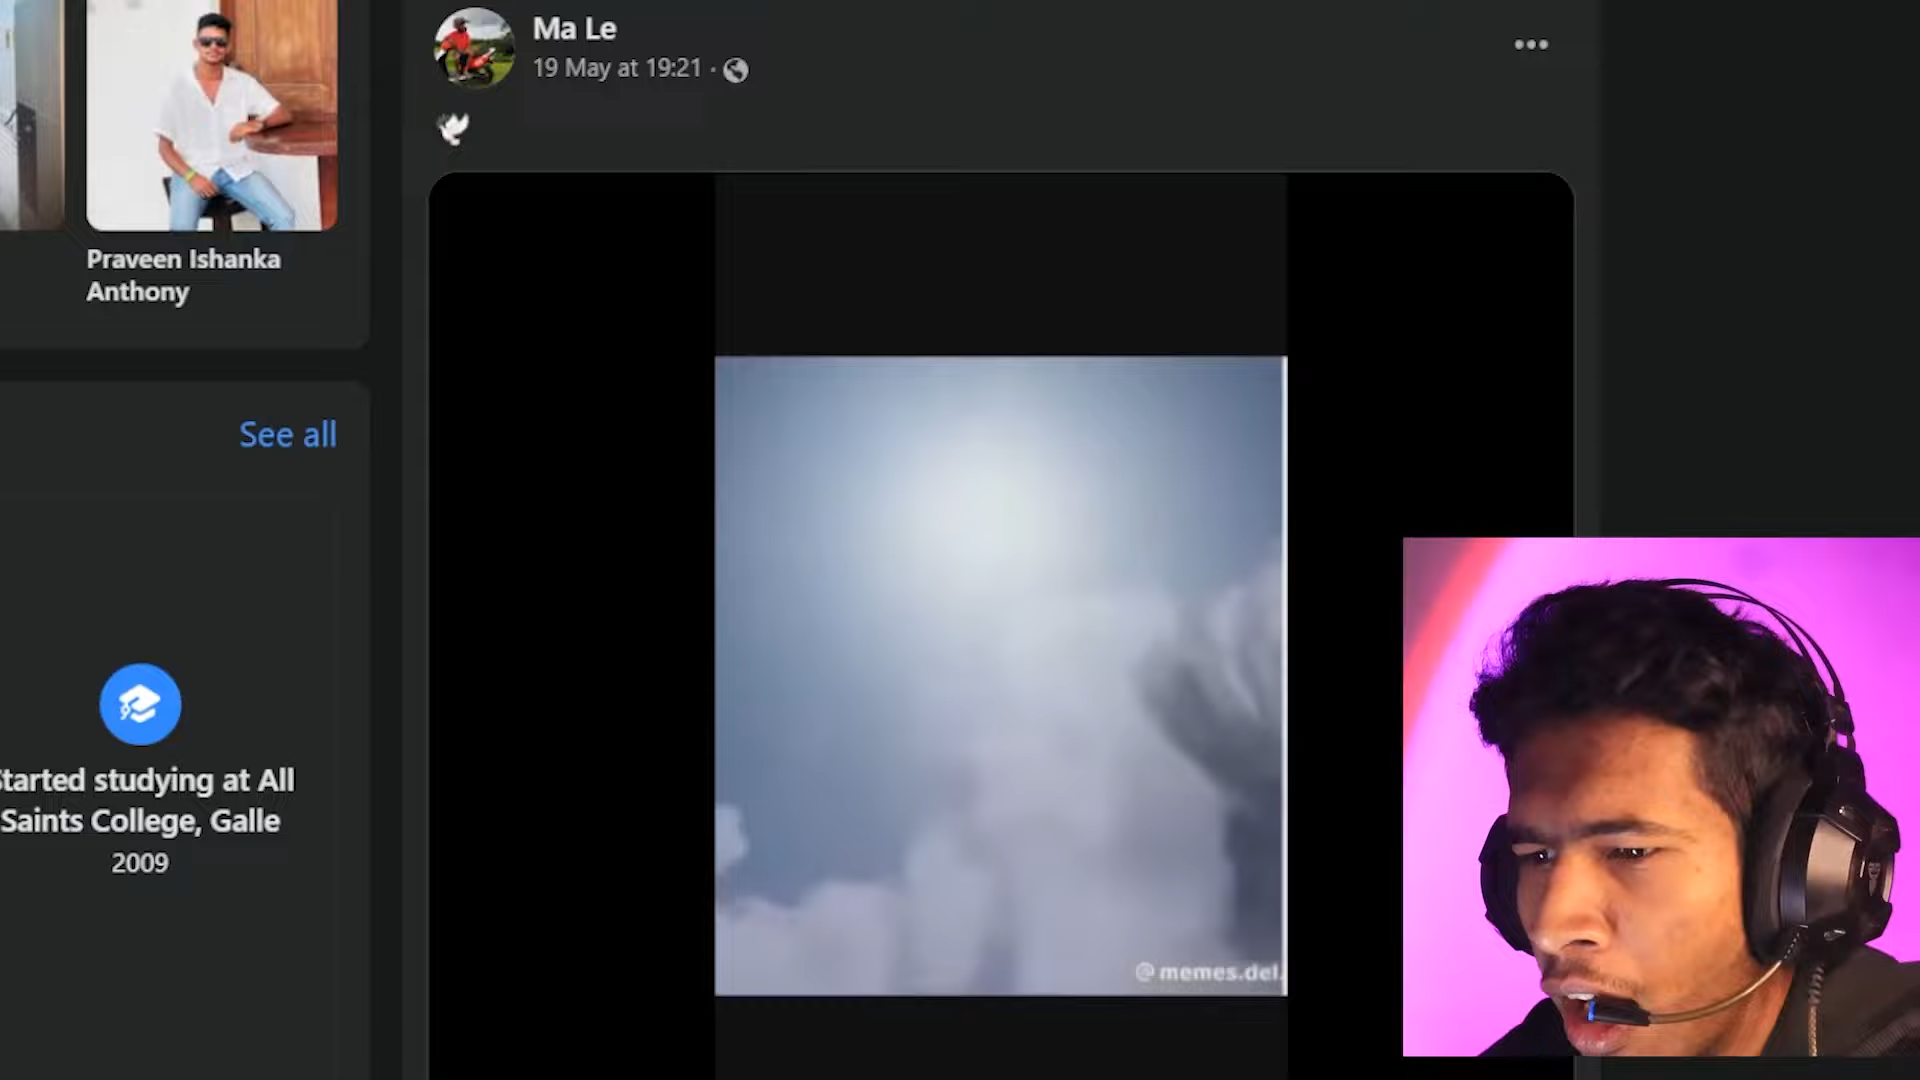 Ma Le
19 May at 19:21 ·
Praveen Ishanka
Anthony
See all
Started studying at All
Saints College, Galle
2009
@memes.del.